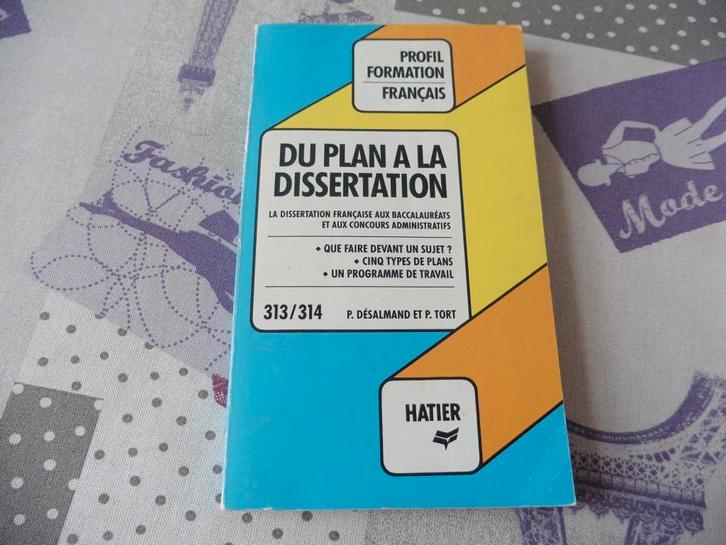 PROFIL
FORMATION
FRANÇAIS
DU PLAN A LA
DISSERTATION
LA DISSERTATION FRANÇAISE AUX BACCALAURÉATS
ET AUX CONCOURS ADMINISTRATIFS
• QUE FAIRE DEVANT UN SUJET ?
• CINQ TYPES DE PLANS
• UN PROGRAMME DE TRAVAIL
313/314 P. DÉSALMAND ET P. TORT
HATIER
Fashion
Mode